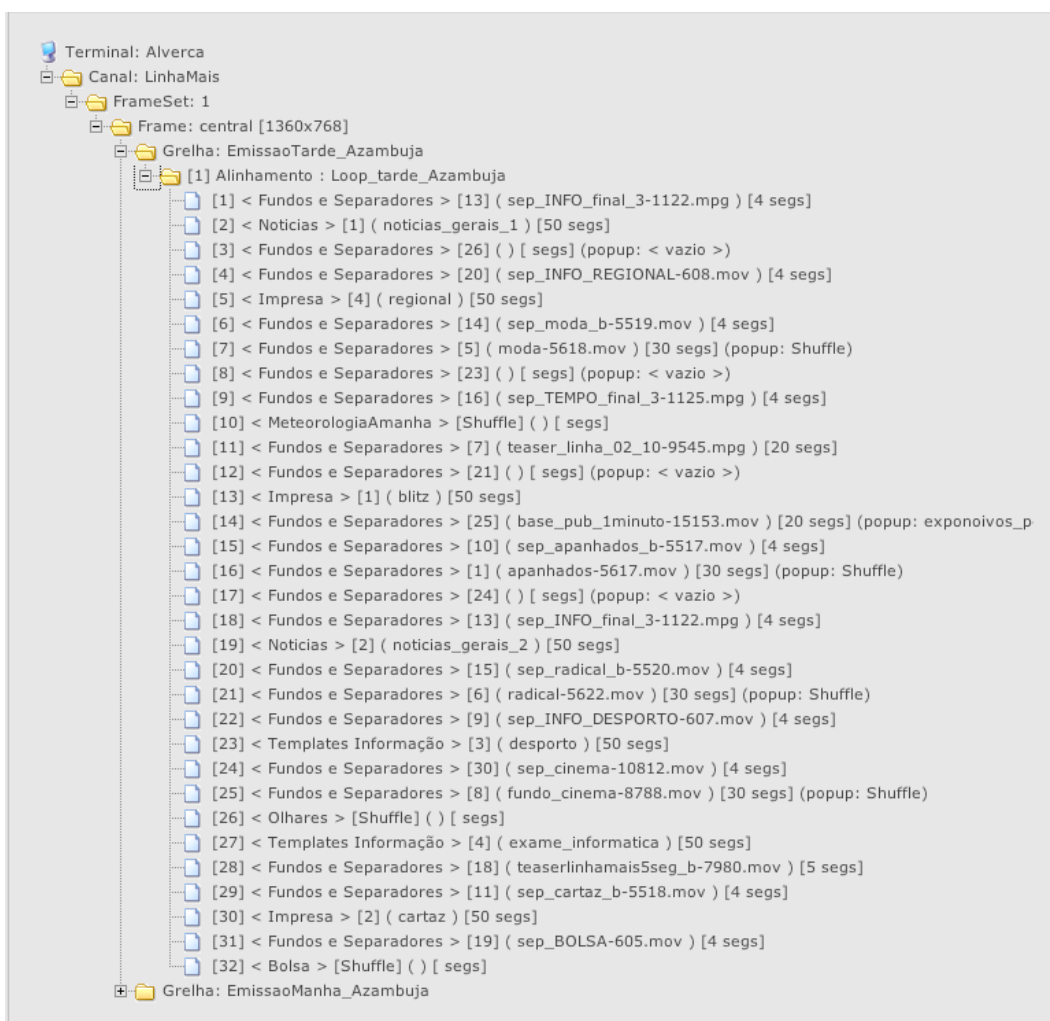 Terminal: Alverca
Canal: LinhaMais
FrameSet: 1
Frame: central [1360x768]
Grelha: EmissaoTarde_Azambuja
[1] Alinhamento : Loop_tarde_Azambuja
[1] < Fundos e Separadores > [13] ( sep_INFO_final_3-1122.mpg ) [4 segs]
[2] < Noticias > [1] ( noticias_gerais_1 ) [50 segs]
[3] < Fundos e Separadores > [26] ( ) [ segs] (popup: < vazio >)
[4] < Fundos e Separadores > [20] ( sep_INFO_REGIONAL-608.mov ) [4 segs]
[5] < Impresa > [4] ( regional ) [50 segs]
[6] < Fundos e Separadores > [14] ( sep_moda_b-5519.mov ) [4 segs]
[7] < Fundos e Separadores > [5] ( moda-5618.mov ) [30 segs] (popup: Shuffle)
[8] < Fundos e Separadores > [23] ( ) [ segs] (popup: < vazio >)
[9] < Fundos e Separadores > [16] ( sep_TEMPO_final_3-1125.mpg ) [4 segs]
[10] < MeteorologiaAmanha > [Shuffle] ( ) [ segs]
[11] < Fundos e Separadores > [7] ( teaser_linha_02_10-9545.mpg ) [20 segs]
[12] < Fundos e Separadores > [21] ( ) [ segs] (popup: < vazio >)
[13] < Impresa > [1] ( blitz ) [50 segs]
[14] < Fundos e Separadores > [25] ( base_pub_1minuto-15153.mov ) [20 segs] (popup: exponoivos_p
[15] < Fundos e Separadores > [10] ( sep_apanhados_b-5517.mov ) [4 segs]
[16] < Fundos e Separadores > [1] ( apanhados-5617.mov ) [30 segs] (popup: Shuffle)
[17] < Fundos e Separadores > [24] ( ) [ segs] (popup: < vazio >)
[18] < Fundos e Separadores > [13] ( sep_INFO_final_3-1122.mpg ) [4 segs]
[19] < Noticias > [2] ( noticias_gerais_2 ) [50 segs]
[20] < Fundos e Separadores > [15] ( sep_radical_b-5520.mov ) [4 segs]
[21] < Fundos e Separadores > [6] ( radical-5622.mov ) [30 segs] (popup: Shuffle)
[22] < Fundos e Separadores > [9] ( sep_INFO_DESPORTO-607.mov ) [4 segs]
[23] < Templates Informação > [3] ( desporto ) [50 segs]
[24] < Fundos e Separadores > [30] ( sep_cinema-10812.mov ) [4 segs]
[25] < Fundos e Separadores > [8] ( fundo_cinema-8788.mov ) [30 segs] (popup: Shuffle)
[26] < Olhares > [Shuffle] ( ) [ segs]
[27] < Templates Informação > [4] ( exame_informatica ) [50 segs]
[28] < Fundos e Separadores > [18] ( teaserlinhamais5seg_b-7980.mov ) [5 segs]
[29] < Fundos e Separadores > [11] ( sep_cartaz_b-5518.mov ) [4 segs]
[30] < Impresa > [2] ( cartaz ) [50 segs]
[31] < Fundos e Separadores > [19] ( sep_BOLSA-605.mov ) [4 segs]
[32] < Bolsa > [Shuffle] ( ) [ segs]
Grelha: EmissaoManha_Azambuja